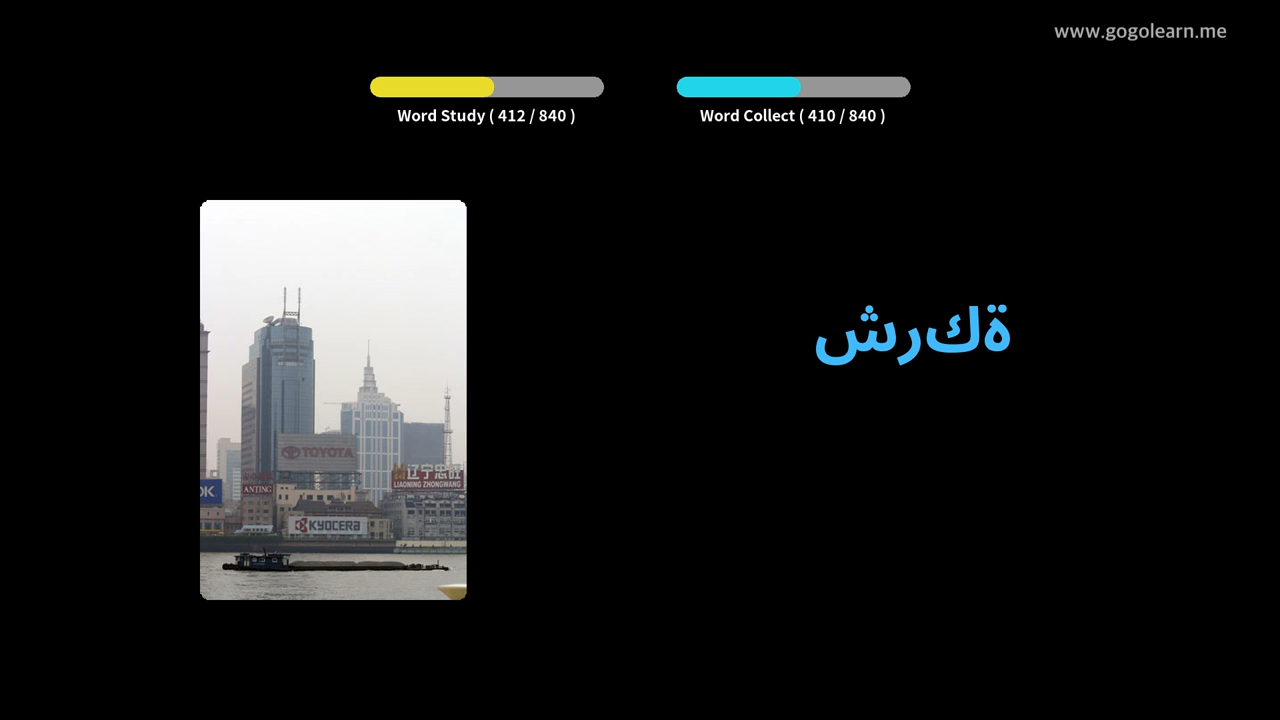 www.gogolearn.me
Word Study ( 412 / 840 )
Word Collect ( 410 / 840 )
شركة
TOYOTA
辽宁忠旺
LIAONING ZHONGWANG
OK
ANTING
KYOCERA